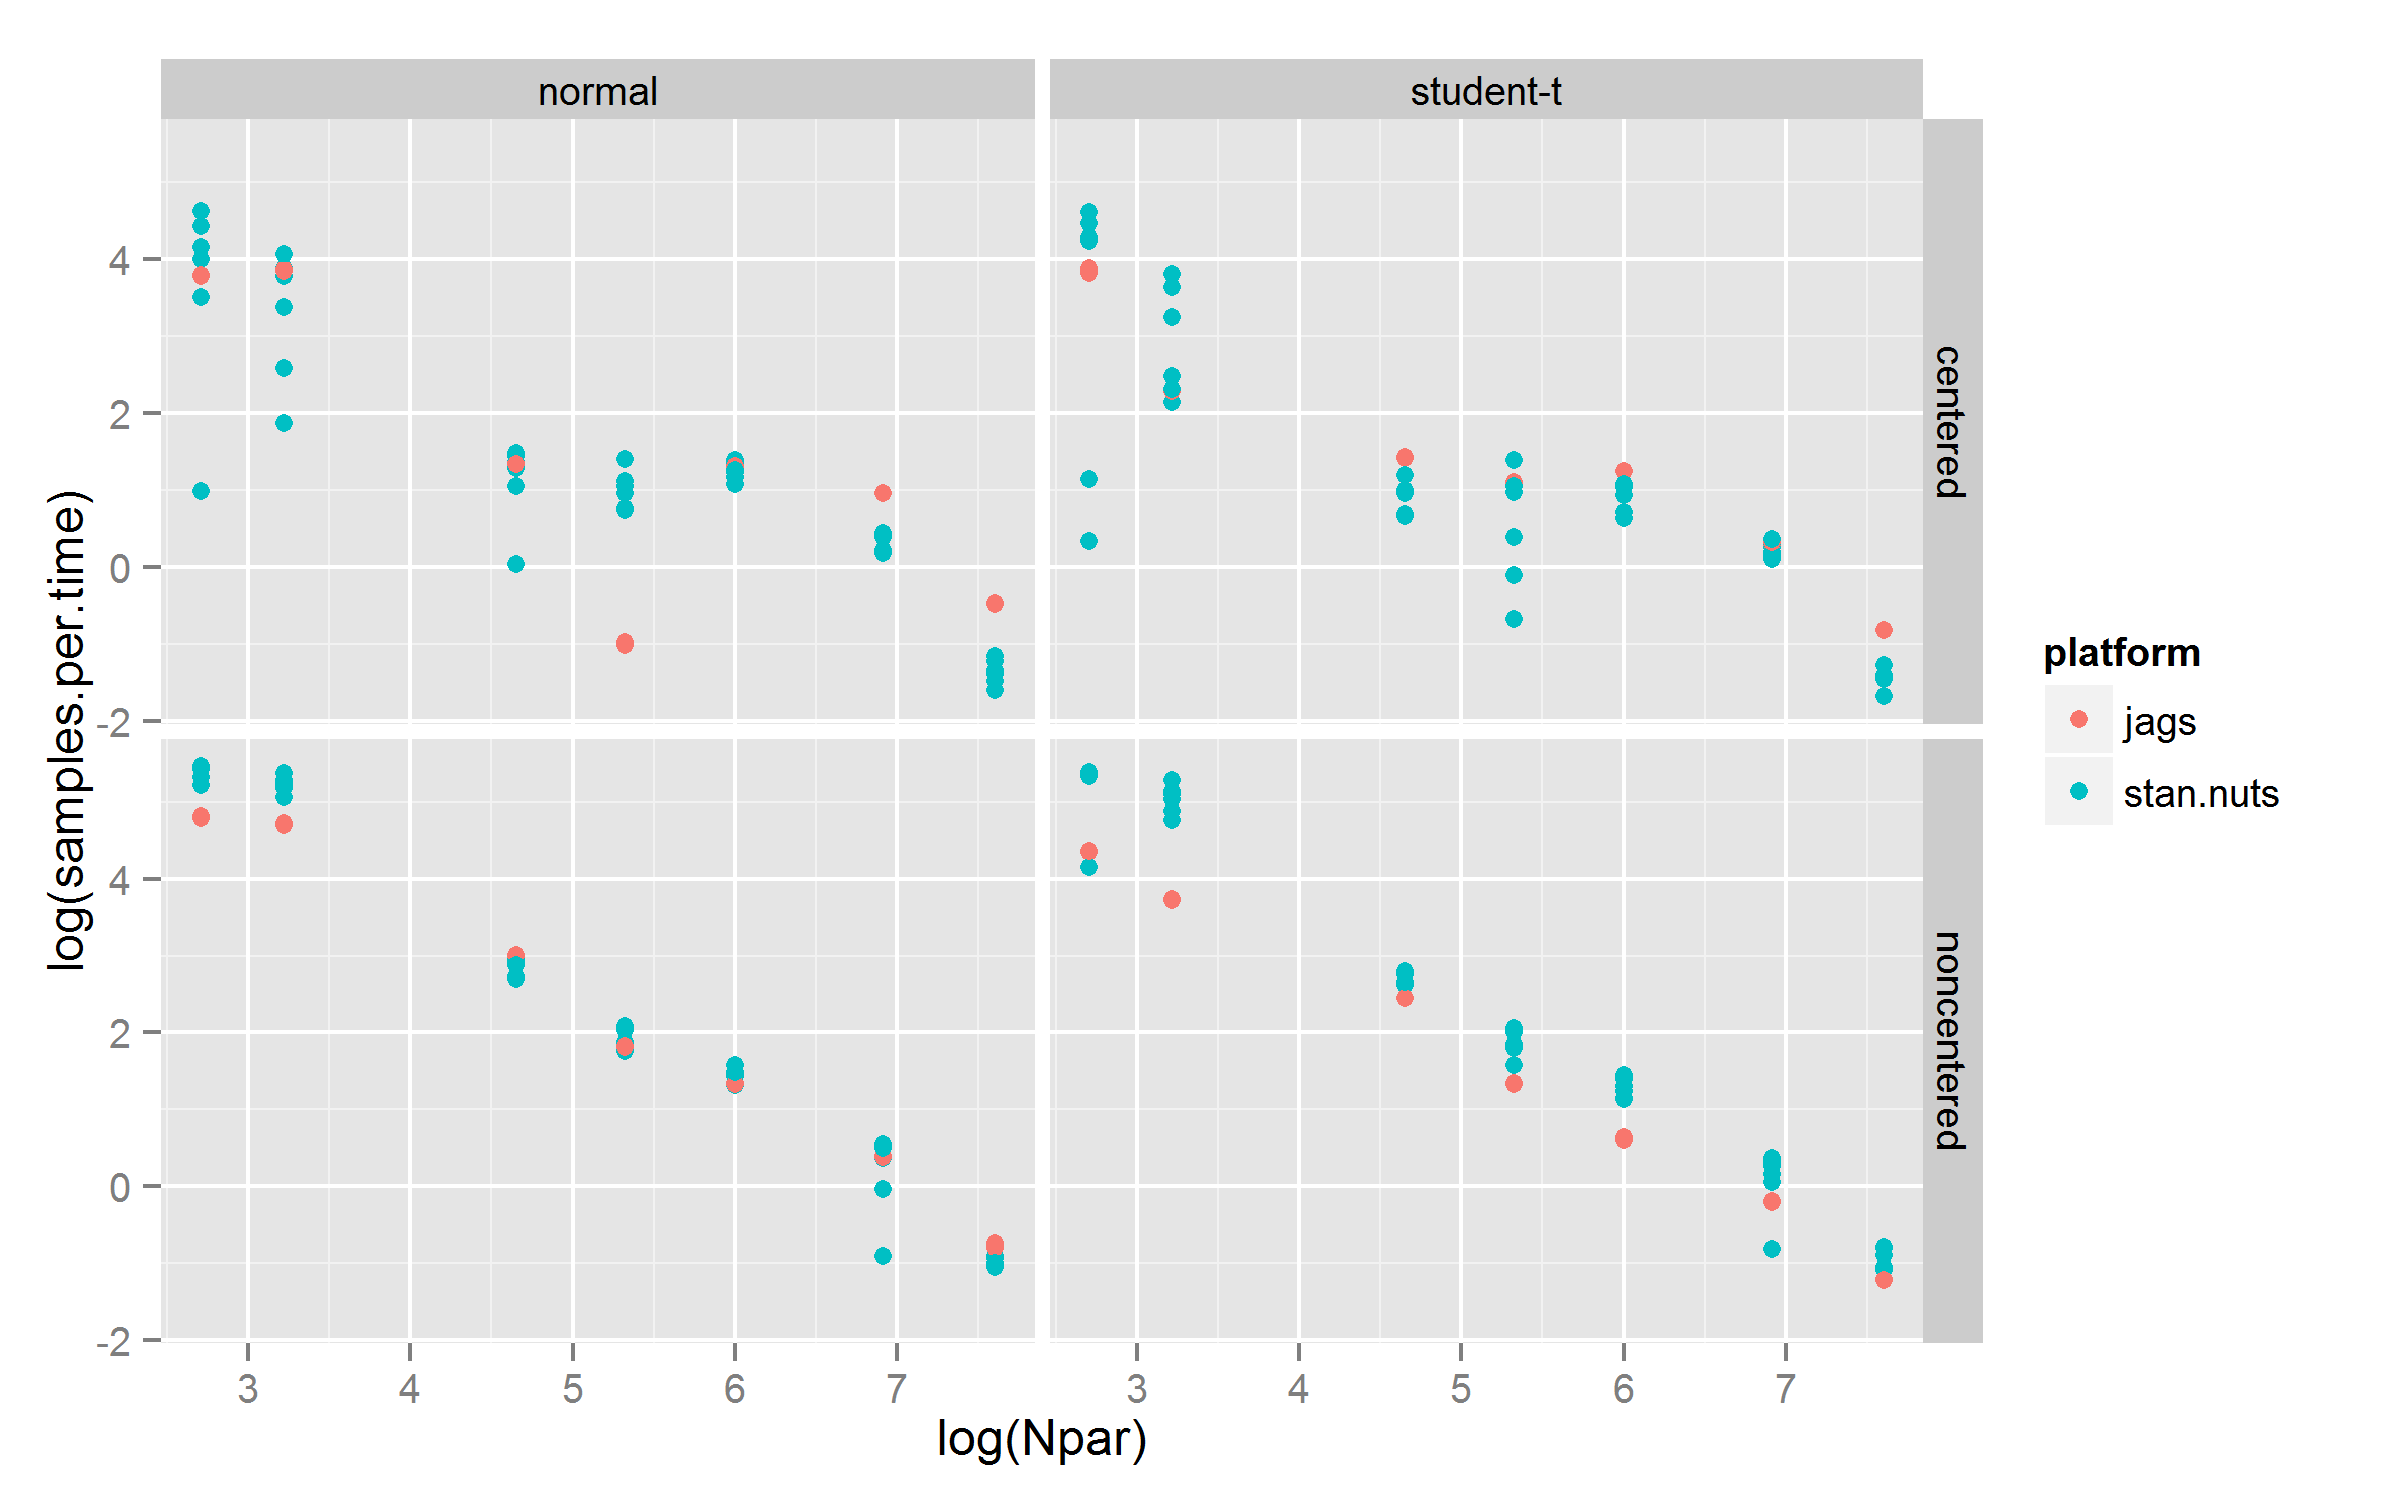 normal
student-t
4
2
0
-2
centered
4
2
0
-2
noncentered
3
4
5
6
7
3
4
5
6
7
log(Npar)
log(samples.per.time)
platform
jags
stan.nuts